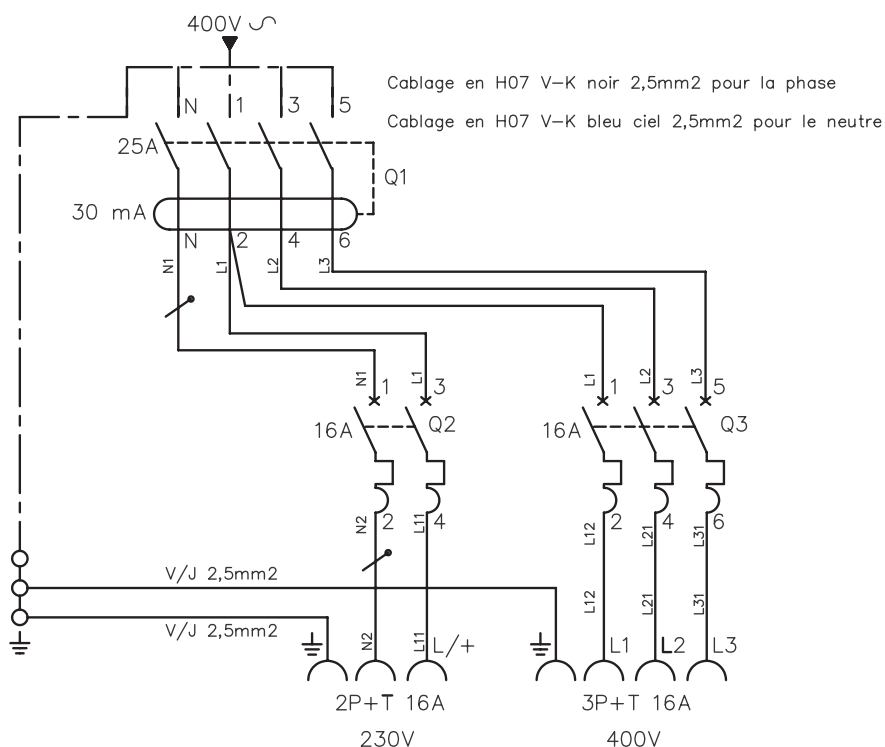 400V
Cablage en H07 V-K noir 2,5mm2 pour la phase
N 1 3 5
Cablage en H07 V-K bleu ciel 2,5mm2 pour le neutre
25A
Q1
30 mA
N 2 4 6
N1 L1 L2 L3
N1 L1 L1 L2 L3
1 3 1 3 5
16A Q2 16A Q3
2 4 2 4 6
N2 L11 L12 L21 L31
V/J 2,5mm2
L12 L21 L31
V/J 2,5mm2
N2 L11 L/+ L1 L2 L3
2P+T 16A 3P+T 16A
230V 400V